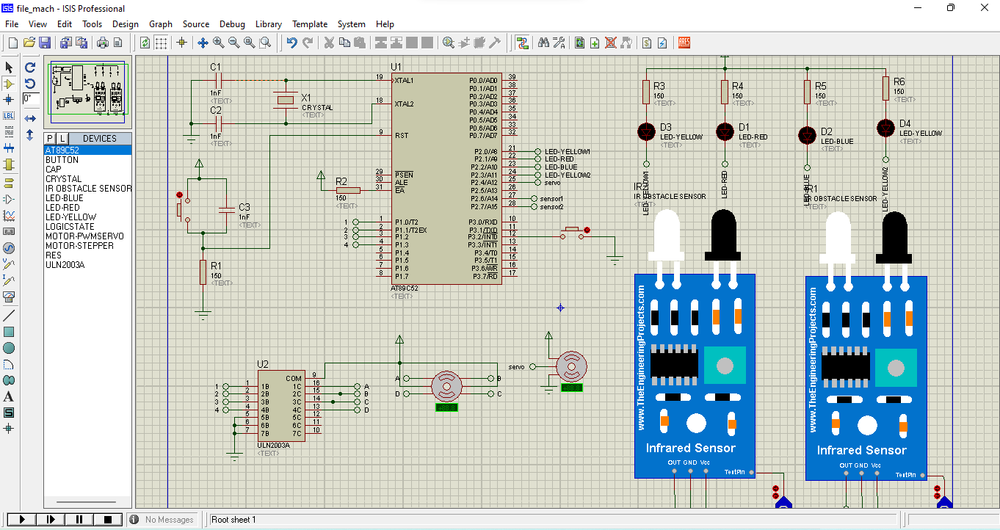 file_mach - ISIS Professional
File View Edit Tools Design Graph Source Debug Library Template System Help
LBL
0°
A
S
V
I
P L DEVICES
AT89C52
BUTTON
CAP
CRYSTAL
IR OBSTACLE SENSOR
LED-BLUE
LED-RED
LED-YELLOW
LOGICSTATE
MOTOR-PWMSERVO
MOTOR-STEPPER
RES
ULN2003A
ARES
C1
1nF
<TEXT>
C2
1nF
<TEXT>
X1
CRYSTAL
<TEXT>
C3
1nF
<TEXT>
R1
150
<TEXT>
R2
150
<TEXT>
U1
19 XTAL1
18 XTAL2
9 RST
29 PSEN
30 ALE
31 EA
1 1 P1.0/T2
2 2 P1.1/T2EX
3 3 P1.2
4 4 P1.3
5 P1.4
6 P1.5
7 P1.6
8 P1.7
P0.0/AD0 39
P0.1/AD1 38
P0.2/AD2 37
P0.3/AD3 36
P0.4/AD4 35
P0.5/AD5 34
P0.6/AD6 33
P0.7/AD7 32
P2.0/A8 21 LED-YELLOW1
P2.1/A9 22 LED-RED
P2.2/A10 23 LED-BLUE
P2.3/A11 24 LED-YELLOW2
P2.4/A12 25 servo
P2.5/A13 26
P2.6/A14 27 sensor1
P2.7/A15 28 sensor2
P3.0/RXD 10
P3.1/TXD 11
P3.2/INT0 12
P3.3/INT1 13
P3.4/T0 14
P3.5/T1 15
P3.6/WR 16
P3.7/RD 17
AT89C52
<TEXT>
U2
COM 9
1 1 1B 1C 16 A
2 2 2B 2C 15 B
3 3 3B 3C 14 C
4 4 4B 4C 13 D
5 5B 5C 12
6 6B 6C 11
7 7B 7C 10
ULN2003A
<TEXT>
A B
D C
servo
R3
150
<TEXT>
R4
150
<TEXT>
R5
150
<TEXT>
R6
150
<TEXT>
D3
LED-YELLOW
<TEXT>
D1
LED-RED
<TEXT>
D2
LED-BLUE
<TEXT>
D4
LED-YELLOW
<TEXT>
LED-YELLOW1
LED-RED
LED-BLUE
LED-YELLOW2
IR OBSTACLE SENSOR
<TEXT>
IR OBSTACLE SENSOR
<TEXT>
www.TheEngineeringProjects.com
Infrared Sensor
OUT GND Vcc
TestPin
www.TheEngineeringProjects.com
Infrared Sensor
OUT GND Vcc
TestPin
No Messages
Root sheet 1